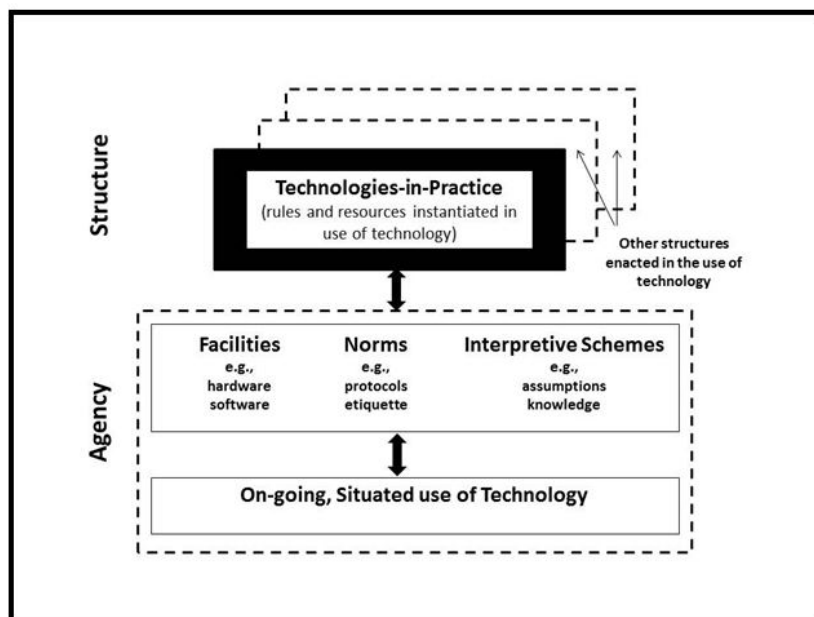 Structure
Technologies-in-Practice
(rules and resources instantiated in
use of technology)
Other structures
enacted in the use of
technology
Agency
Facilities
e.g.,
hardware
software
Norms
e.g.,
protocols
etiquette
Interpretive Schemes
e.g.,
assumptions
knowledge
On-going, Situated use of Technology